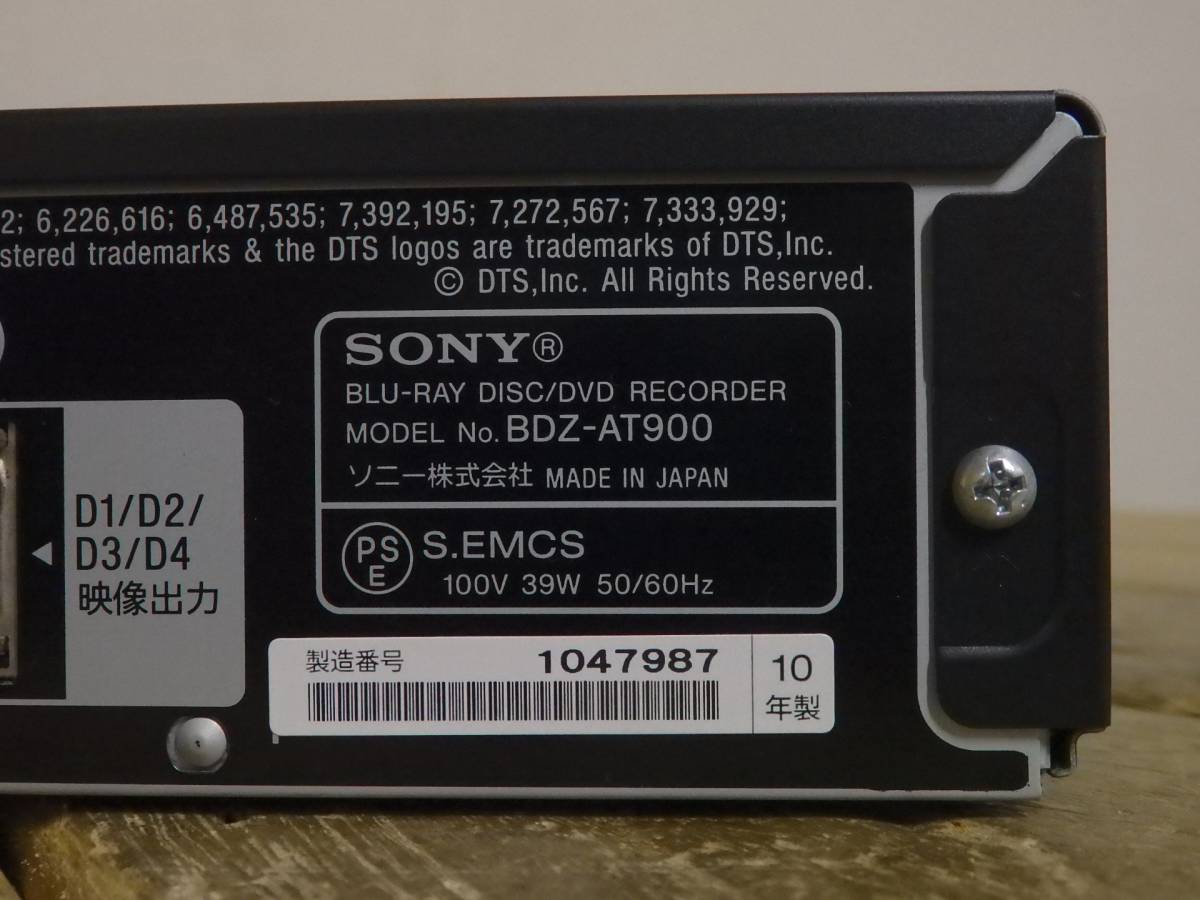 2; 6,226,616; 6,487,535; 7,392,195; 7,272,567; 7,333,929;
stered trademarks & the DTS logos are trademarks of DTS,Inc.
© DTS,Inc. All Rights Reserved.
SONY®
BLU-RAY DISC/DVD RECORDER
MODEL No. BDZ-AT900
ソニー株式会社 MADE IN JAPAN
PS
E
S.EMCS
100V 39W 50/60Hz
D1/D2/
D3/D4
映像出力
製造番号 1047987
10
年製